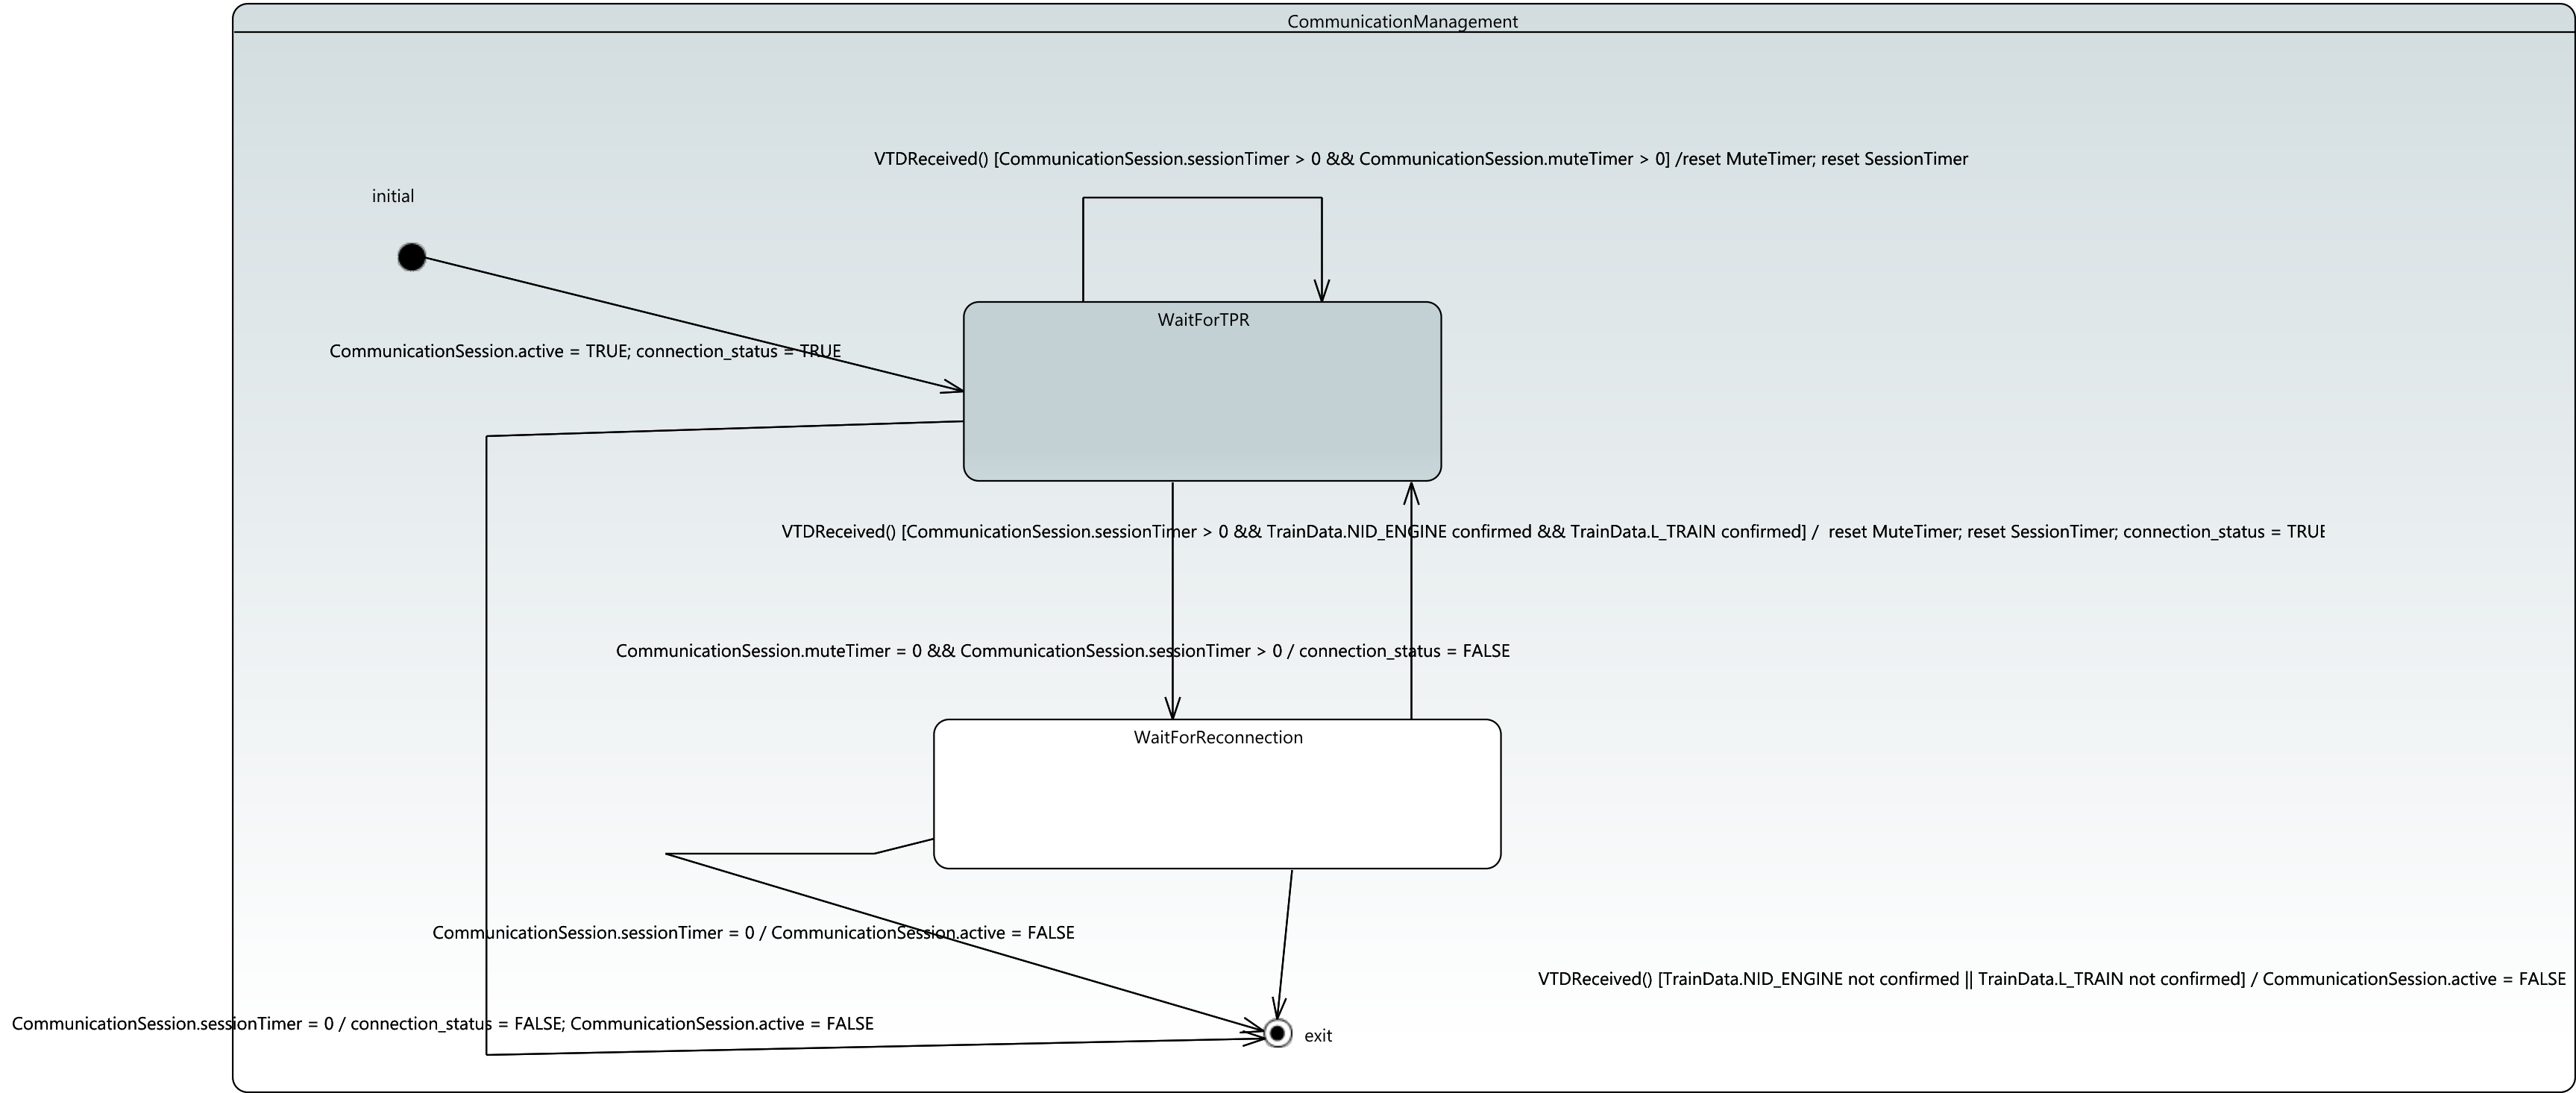 CommunicationManagement
VTDReceived() [CommunicationSession.sessionTimer > 0 && CommunicationSession.muteTimer > 0] /reset MuteTimer; reset SessionTimer
initial
WaitForTPR
CommunicationSession.active = TRUE; connection_status = TRUE
VTDReceived() [CommunicationSession.sessionTimer > 0 && TrainData.NID_ENGINE confirmed && TrainData.L_TRAIN confirmed] /  reset MuteTimer; reset SessionTimer; connection_status = TRUE
CommunicationSession.muteTimer = 0 && CommunicationSession.sessionTimer > 0 / connection_status = FALSE
WaitForReconnection
CommunicationSession.sessionTimer = 0 / CommunicationSession.active = FALSE
VTDReceived() [TrainData.NID_ENGINE not confirmed || TrainData.L_TRAIN not confirmed] / CommunicationSession.active = FALSE
CommunicationSession.sessionTimer = 0 / connection_status = FALSE; CommunicationSession.active = FALSE
exit